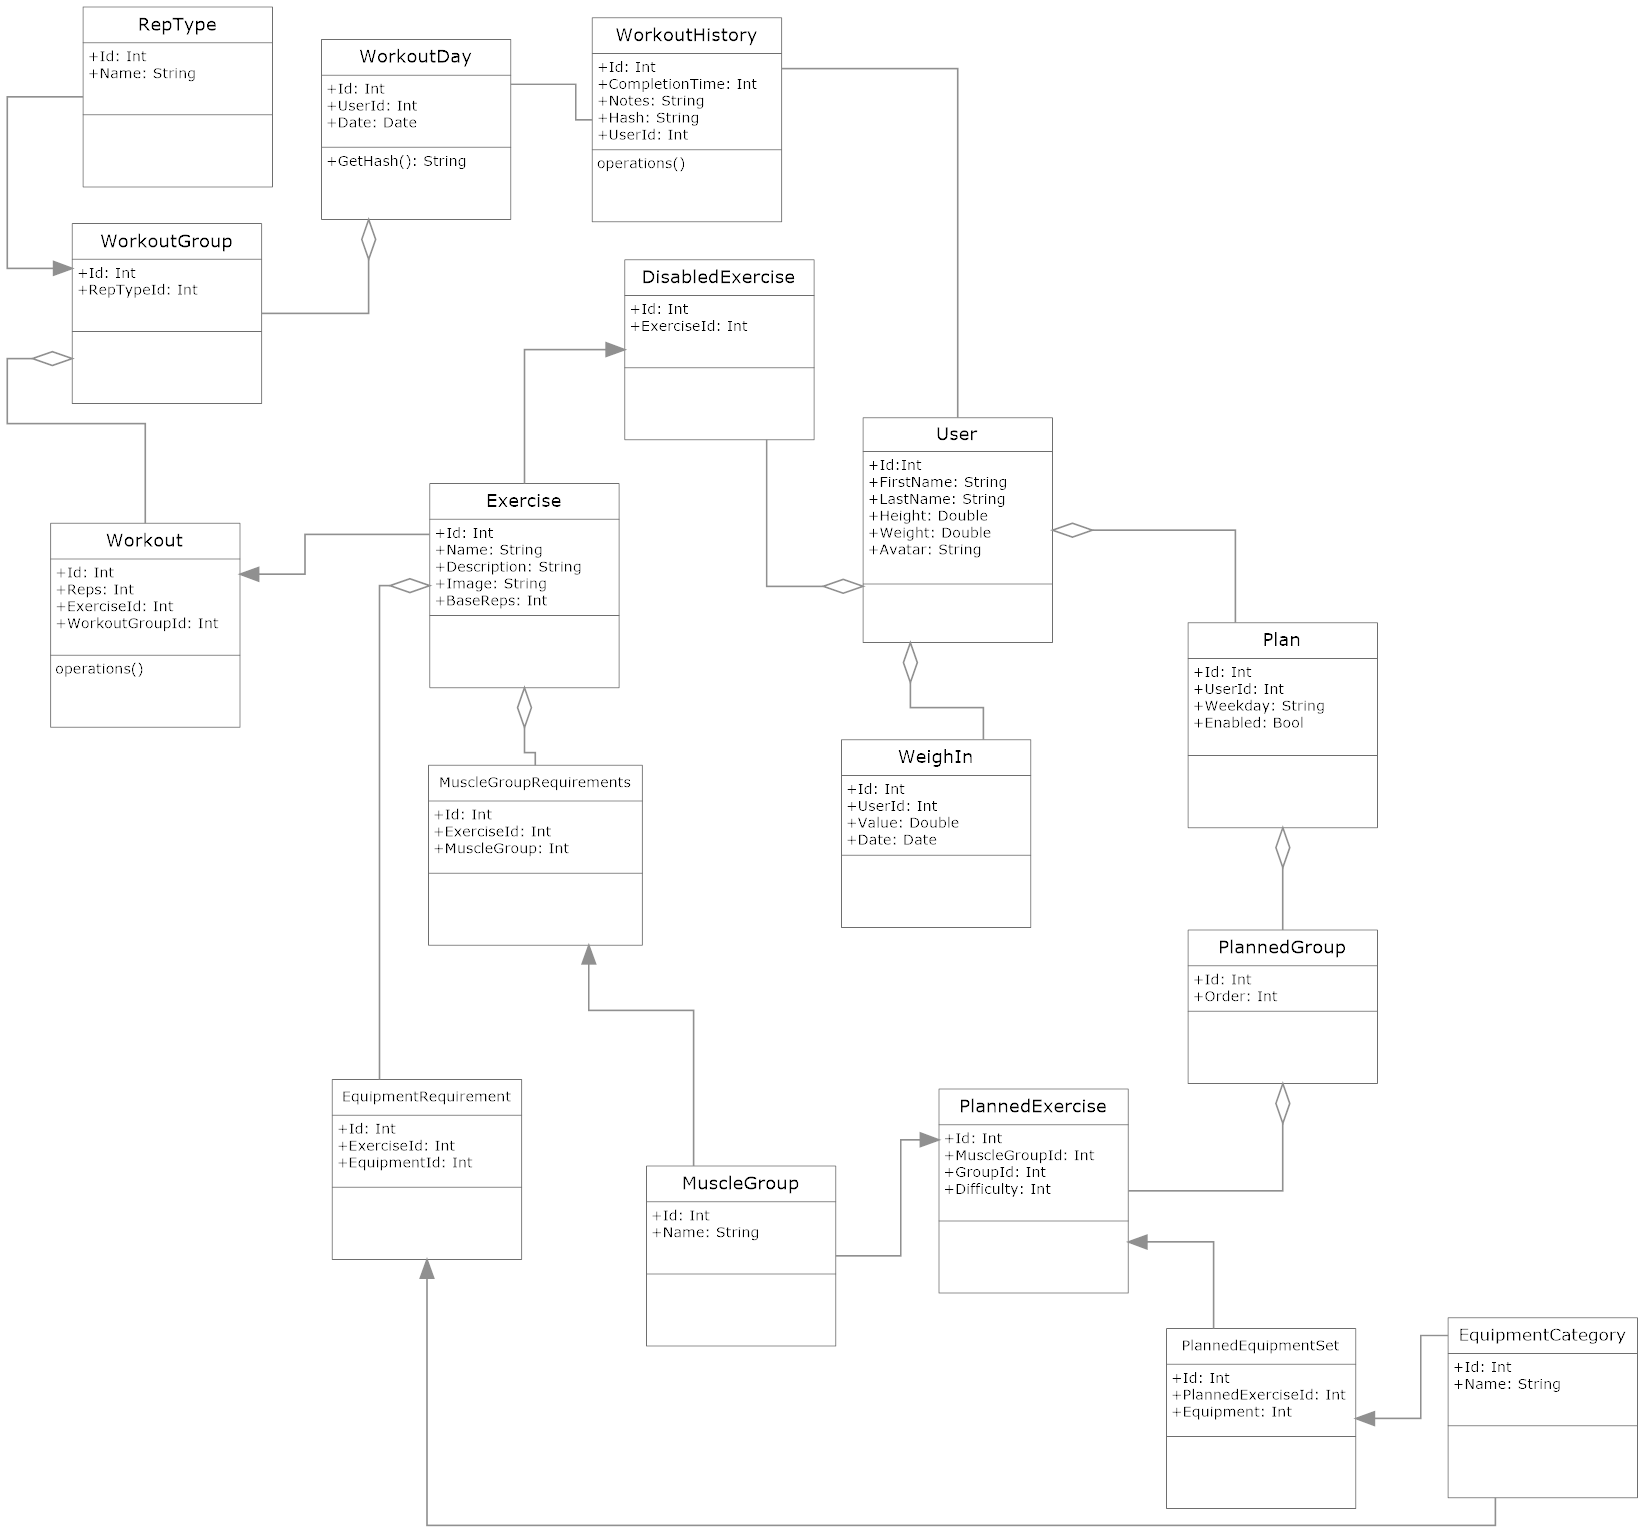 RepType
+Id: Int
+Name: String
WorkoutDay
+Id: Int
+UserId: Int
+Date: Date
+GetHash(): String
WorkoutHistory
+Id: Int
+CompletionTime: Int
+Notes: String
+Hash: String
+UserId: Int
operations()
WorkoutGroup
+Id: Int
+RepTypeId: Int
DisabledExercise
+Id: Int
+ExerciseId: Int
User
+Id:Int
+FirstName: String
+LastName: String
+Height: Double
+Weight: Double
+Avatar: String
Exercise
+Id: Int
+Name: String
+Description: String
+Image: String
+BaseReps: Int
Workout
+Id: Int
+Reps: Int
+ExerciseId: Int
+WorkoutGroupId: Int
operations()
Plan
+Id: Int
+UserId: Int
+Weekday: String
+Enabled: Bool
WeighIn
+Id: Int
+UserId: Int
+Value: Double
+Date: Date
MuscleGroupRequirements
+Id: Int
+ExerciseId: Int
+MuscleGroup: Int
PlannedGroup
+Id: Int
+Order: Int
EquipmentRequirement
+Id: Int
+ExerciseId: Int
+EquipmentId: Int
PlannedExercise
+Id: Int
+MuscleGroupId: Int
+GroupId: Int
+Difficulty: Int
MuscleGroup
+Id: Int
+Name: String
PlannedEquipmentSet
+Id: Int
+PlannedExerciseId: Int
+Equipment: Int
EquipmentCategory
+Id: Int
+Name: String